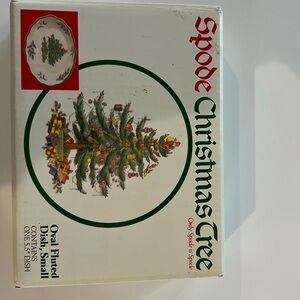 Spode Christmas Tree
Only Spode is Spode
Oval Fluted
Dish, Small
CONTAINS
ONE 5.5" DISH